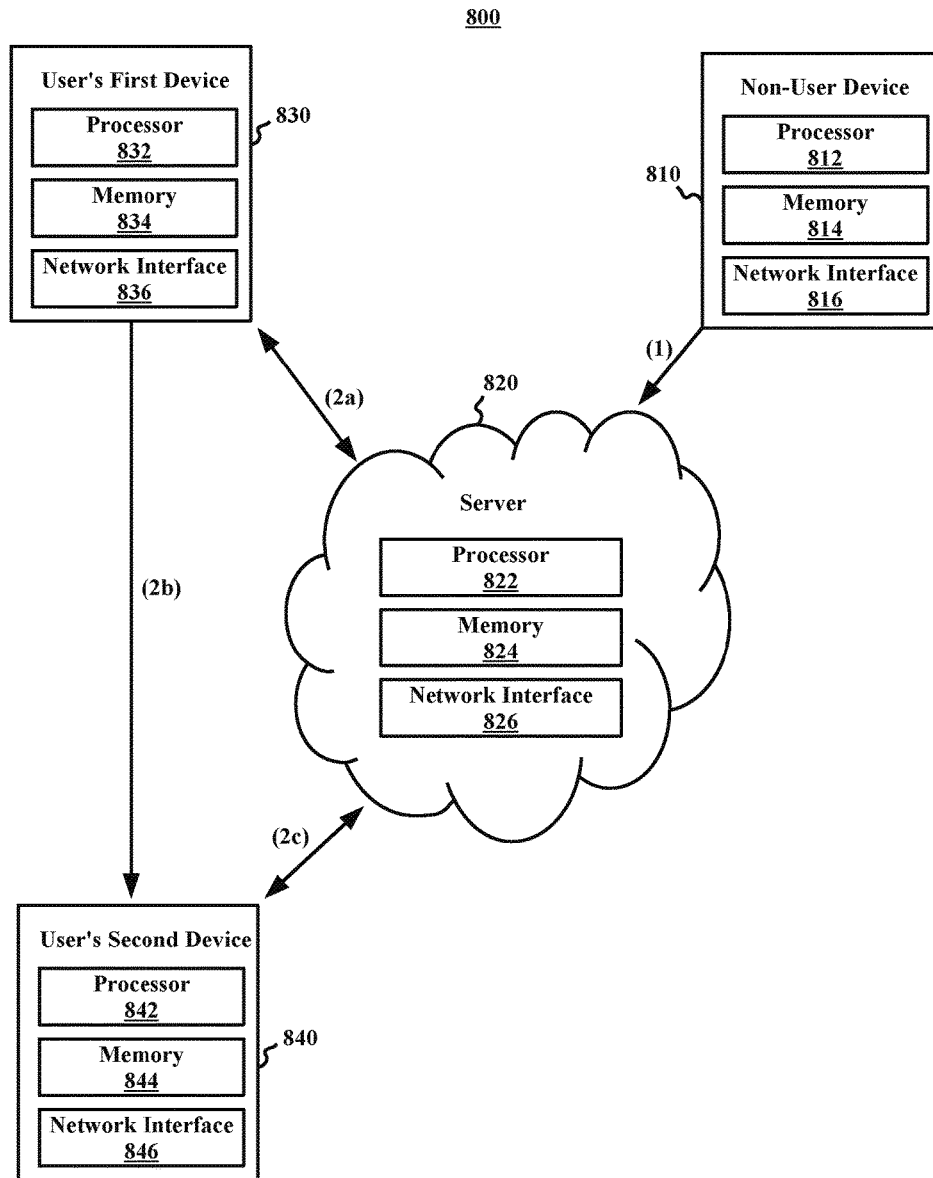 800
User's First Device
Processor
832
Memory
834
Network Interface
836
830
Non-User Device
Processor
812
Memory
814
Network Interface
816
810
(1)
(2a)
820
(2b)
Server
Processor
822
Memory
824
Network Interface
826
(2c)
User's Second Device
Processor
842
Memory
844
Network Interface
846
840